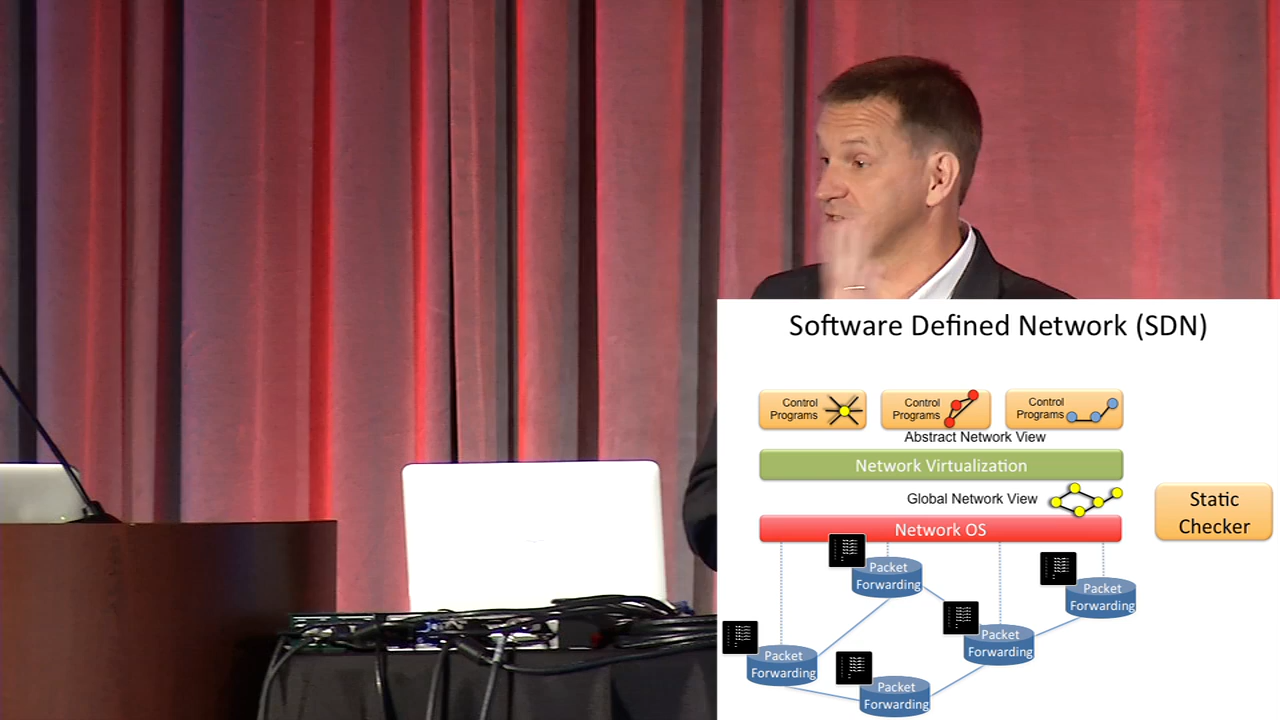 Software Defined Network (SDN)
Control
Programs
Control
Programs
Control
Programs
Abstract Network View
Network Virtualization
Global Network View
Static
Checker
Network OS
Packet
Forwarding
Packet
Forwarding
Packet
Forwarding
Packet
Forwarding
Packet
Forwarding